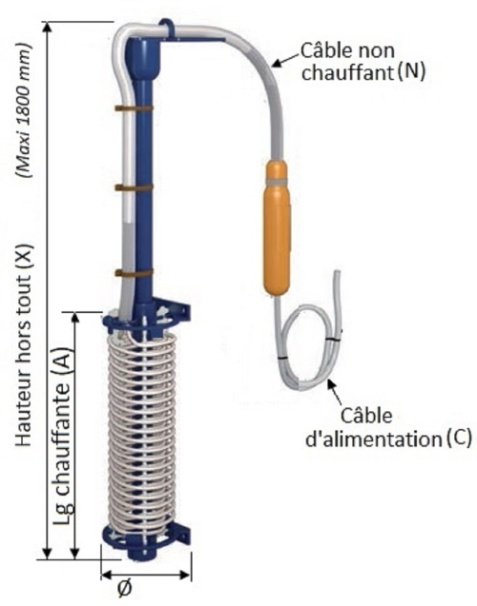 Câble non
chauffant (N)
(Maxi 1800 mm)
Hauteur hors tout (X)
Lg chauffante (A)
Câble
d'alimentation (C)
Ø